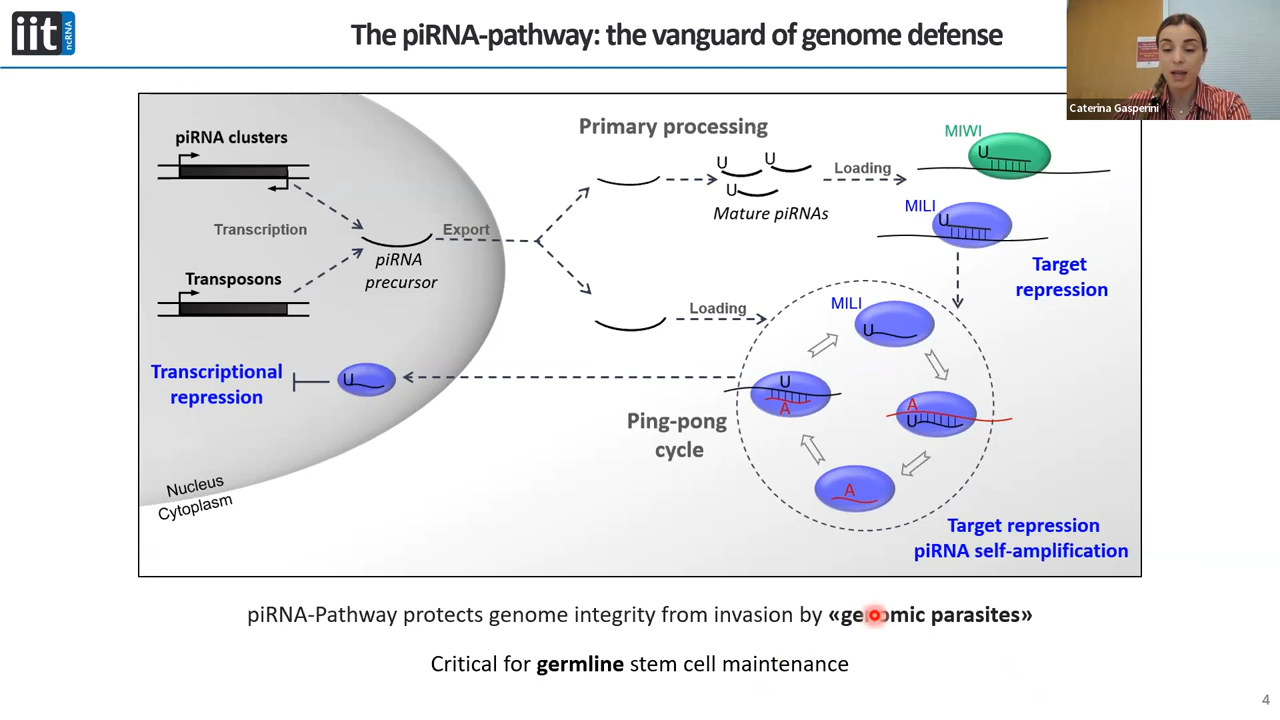 iit
ncRNA
The piRNA-pathway: the vanguard of genome defense
Caterina Gasperini
piRNA clusters
Transcription
Transposons
piRNA
precursor
Export
Primary processing
U
U
U
Mature piRNAs
Loading
MIWI
U
MILI
U
Target
repression
Loading
MILI
U
A
U
A
U
A
Ping-pong
cycle
Transcriptional
repression
U
Nucleus
Cytoplasm
Target repression
piRNA self-amplification
piRNA-Pathway protects genome integrity from invasion by «genomic parasites»
Critical for germline stem cell maintenance
4